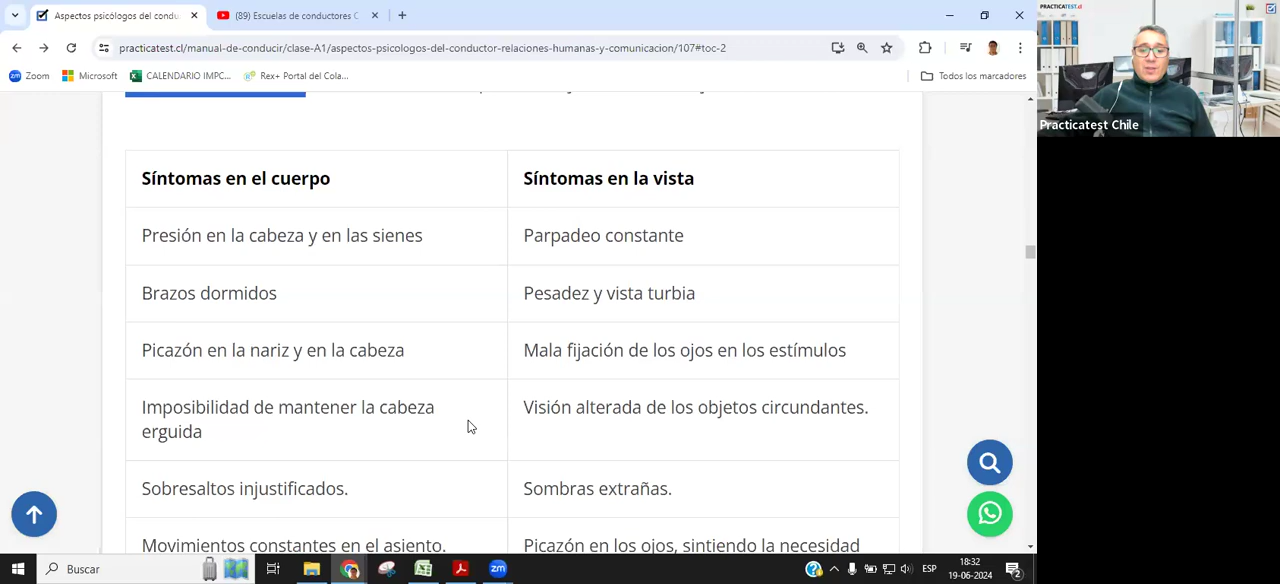 Aspectos psicólogos del condu
(89) Escuelas de conductores
practicatest.cl/manual-de-conducir/clase-A1/aspectos-psicologos-del-conductor-relaciones-humanas-y-comunicacion/107#toc-2
Zoom
Microsoft
CALENDARIO IMPC...
Rex+ Portal del Cola...
Todos los marcadores
PRACTICATEST.cl
Practicatest Chile
Síntomas en el cuerpo
Síntomas en la vista
Presión en la cabeza y en las sienes
Parpadeo constante
Brazos dormidos
Pesadez y vista turbia
Picazón en la nariz y en la cabeza
Mala fijación de los ojos en los estímulos
Imposibilidad de mantener la cabeza
erguida
Visión alterada de los objetos circundantes.
Sobresaltos injustificados.
Sombras extrañas.
Movimientos constantes en el asiento.
Picazón en los ojos, sintiendo la necesidad
Buscar
ESP
18:32
19-06-2024
2